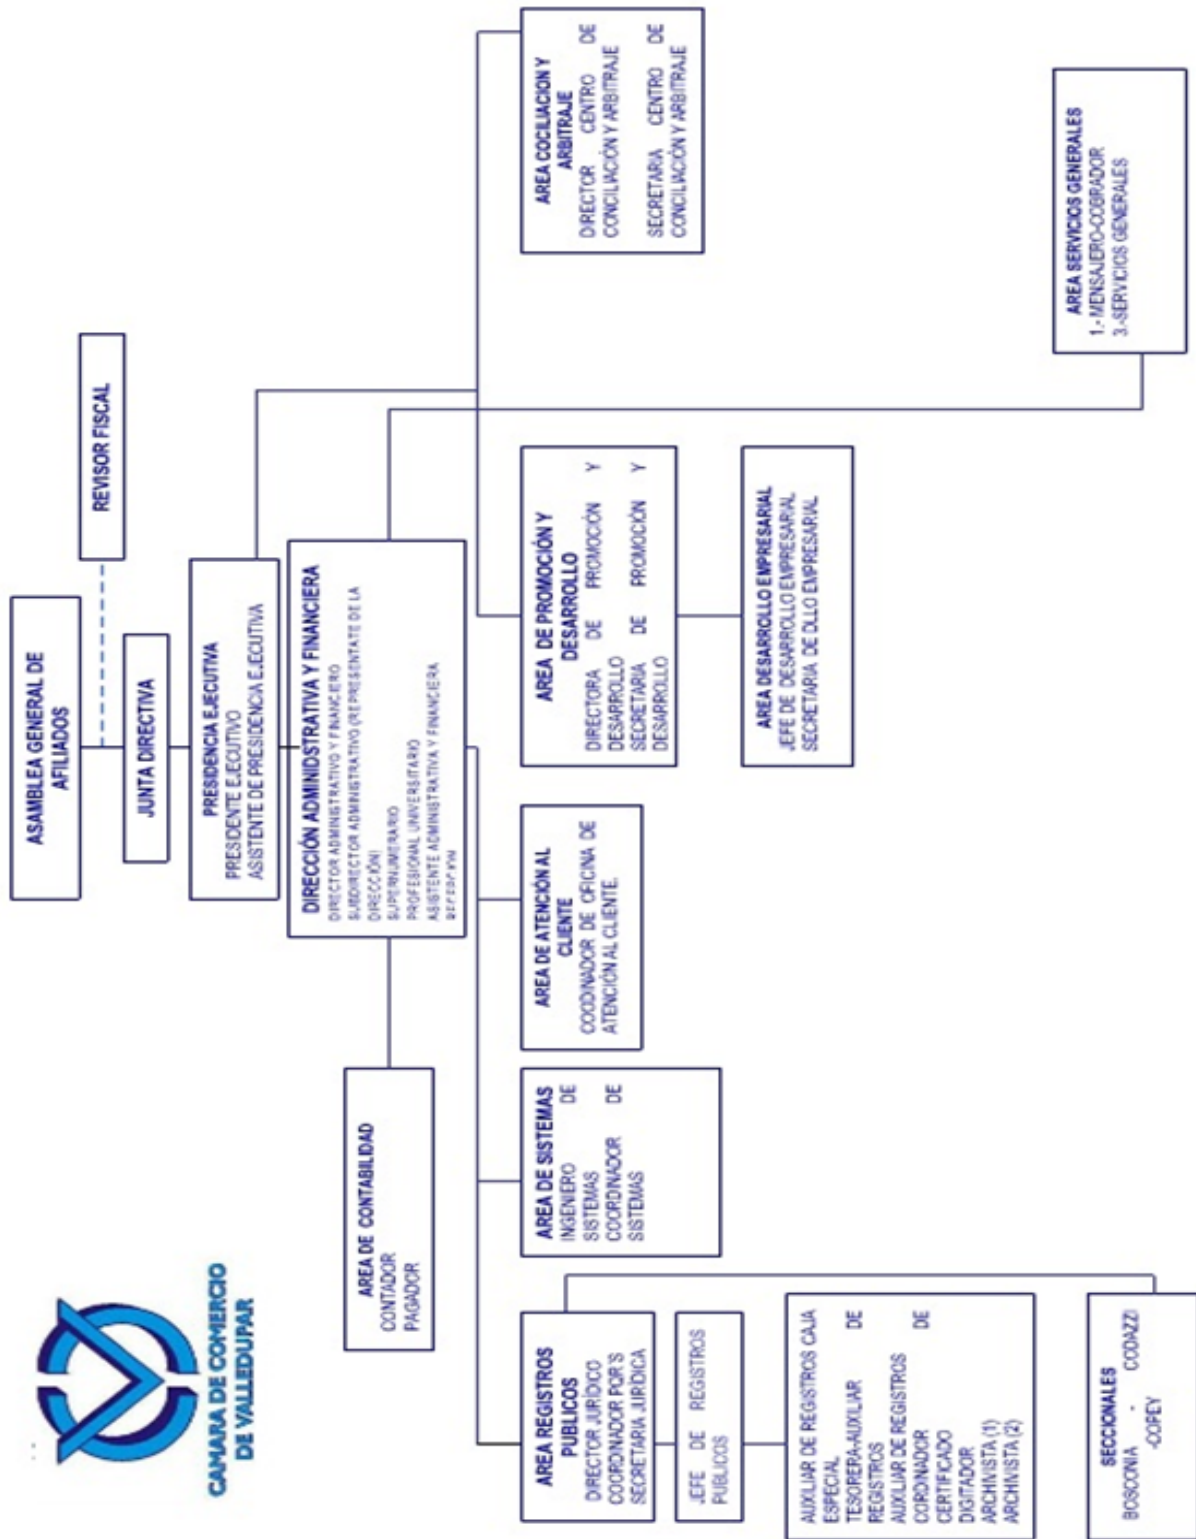 CAMARA DE COMERCIO
DE VALLEDUPAR
ASAMBLEA GENERAL DE
AFILIADOS
REVISOR FISCAL
JUNTA DIRECTIVA
PRESIDENCIA EJECUTIVA
PRESIDENTE EJECUTIVO
ASISTENTE DE PRESIDENCIA EJECUTIVA
DIRECCIÓN ADMINIDSTRATIVA Y FINANCIERA
DIRECTOR ADMINISTRATIVO Y FINANCIERO
SUBDIRECTOR ADMINISTRATIVO (REPRESENTATE DE LA
DIRECCIÓN)
SUPERNUMERARIO
PROFESIONAL UNIVERSITARIO
ASISTENTE ADMINISTRATIVA Y FINANCIERA
AREA DE CONTABILIDAD
CONTADOR
PAGADOR
AREA REGISTROS
PUBLICOS
DIRECTOR JURÍDICO
COORDINADOR PQR'S
SECRETARIA JURÍDICA
JEFE DE REGISTROS
PUBLICOS
AUXILIAR DE REGISTROS CAJA
ESPECIAL
TESORERA-AUXILIAR DE
REGISTROS
AUXILIAR DE REGISTROS
CORDINADOR DE
CERTIFICADO
DIGITADOR
ARCHIVISTA (1)
ARCHIVISTA (2)
SECCIONALES
BOSCONIA - CODAZZI
-COPEY
AREA DE SISTEMAS
INGENIERO DE
SISTEMAS
COORDINADOR DE
SISTEMAS
AREA DE ATENCIÓN AL
CLIENTE
COODINADOR DE OFICINA DE
ATENCIÓN AL CLIENTE.
AREA DE PROMOCIÓN Y
DESARROLLO
DIRECTORA DE PROMOCIÓN Y
DESARROLLO
SECRETARIA DE PROMOCIÓN Y
DESARROLLO
AREA DESARROLLO EMPRESARIAL
JEFE DE DESARROLLO EMPRESARIAL
SECRETARIA DE DLLO EMPRESARIAL
AREA COCILIACION Y
ARBITRAJE
DIRECTOR CENTRO DE
CONCILIACIÓN Y ARBITRAJE
SECRETARIA CENTRO DE
CONCILIACIÓN Y ARBITRAJE
AREA SERVICIOS GENERALES
1.- MENSAJERO-COBRADOR
3.-SERVICIOS GENERALES